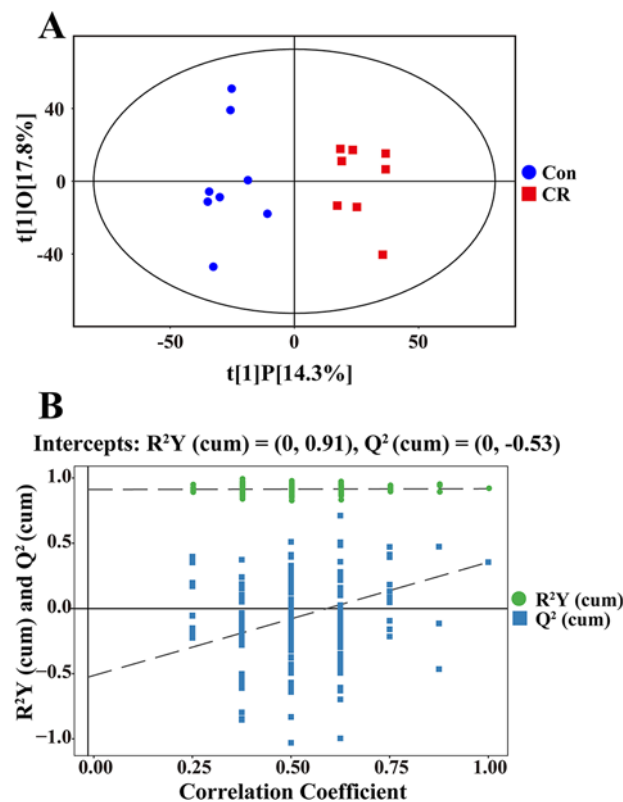 A
t[1]O[17.8%]
40
0
-40
-50
0
50
t[1]P[14.3%]
Con
CR
B
Intercepts: R²Y (cum) = (0, 0.91), Q² (cum) = (0, -0.53)
R²Y (cum) and Q² (cum)
1.0
0.5
0.0
−0.5
−1.0
0.00
0.25
0.50
0.75
1.00
Correlation Coefficient
R²Y (cum)
Q² (cum)